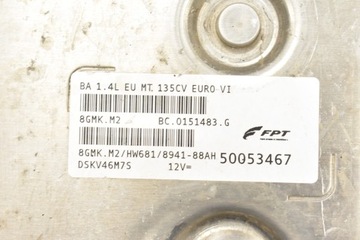 BA 1.4L EU MT. 135CV EURO VI
8GMK.M2 BC.0151483.G
FPT
8GMK.M2/HW681/8941-88AH 50053467
DSKV46M7S 12V=